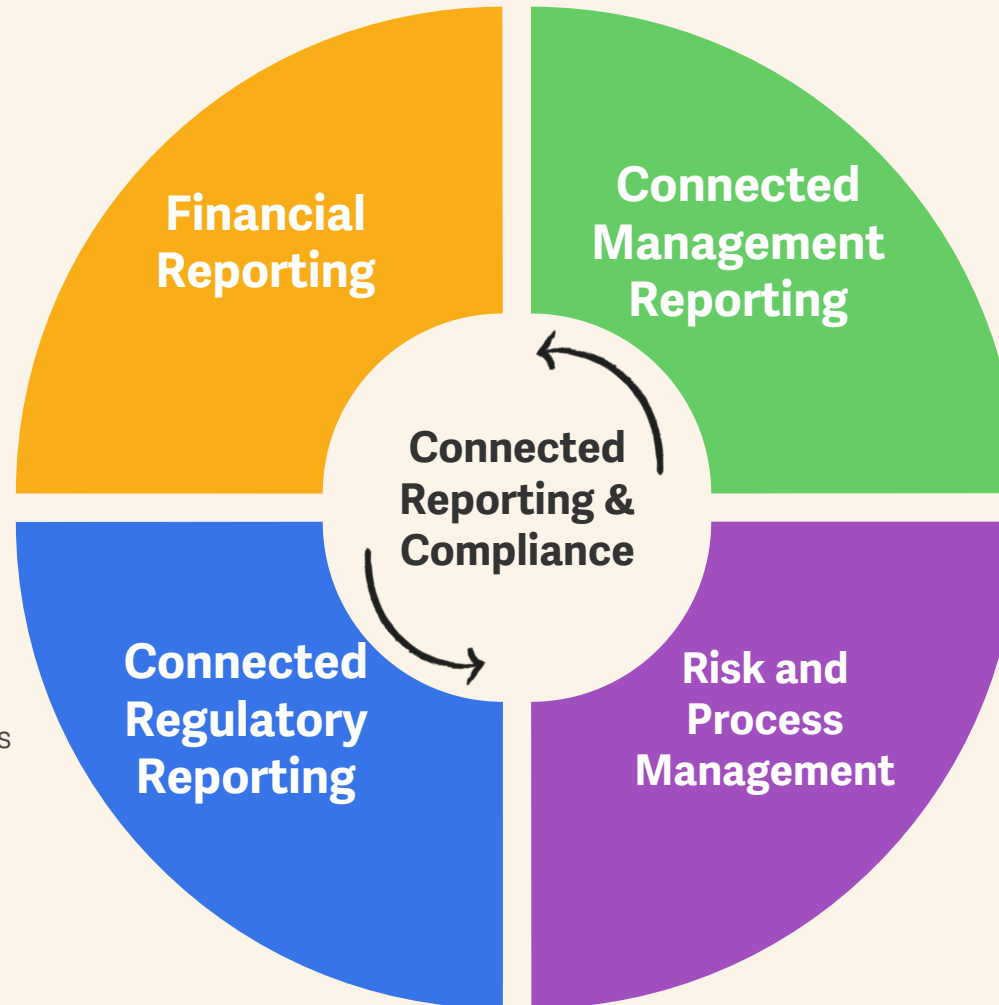 Financial
Reporting
Connected
Management
Reporting
Connected
Reporting &
Compliance
Connected
Regulatory
Reporting
Risk and
Process
Management
s